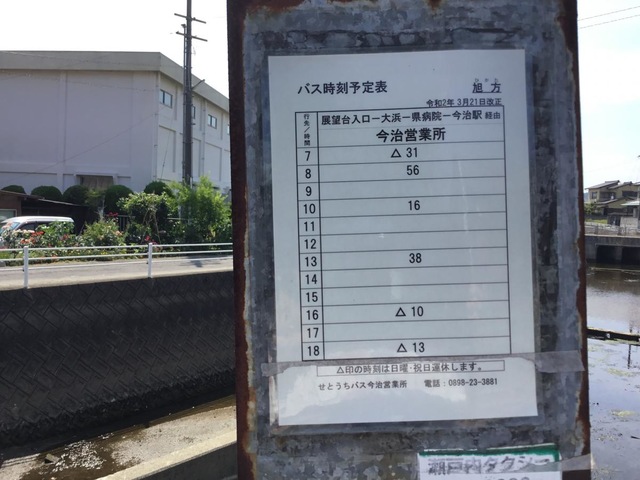 バス時刻予定表
ひがた
旭方
令和2年 3月21日改正
行先／時間
展望台入口ー大浜ー県病院ー今治駅 経由
今治営業所
7 △31
8 56
9
10 16
11
12
13 38
14
15
16 △10
17
18 △13
△印の時刻は日曜・祝日運休します。
せとうちバス今治営業所 電話：0898-23-3881
瀬戸内タクシー